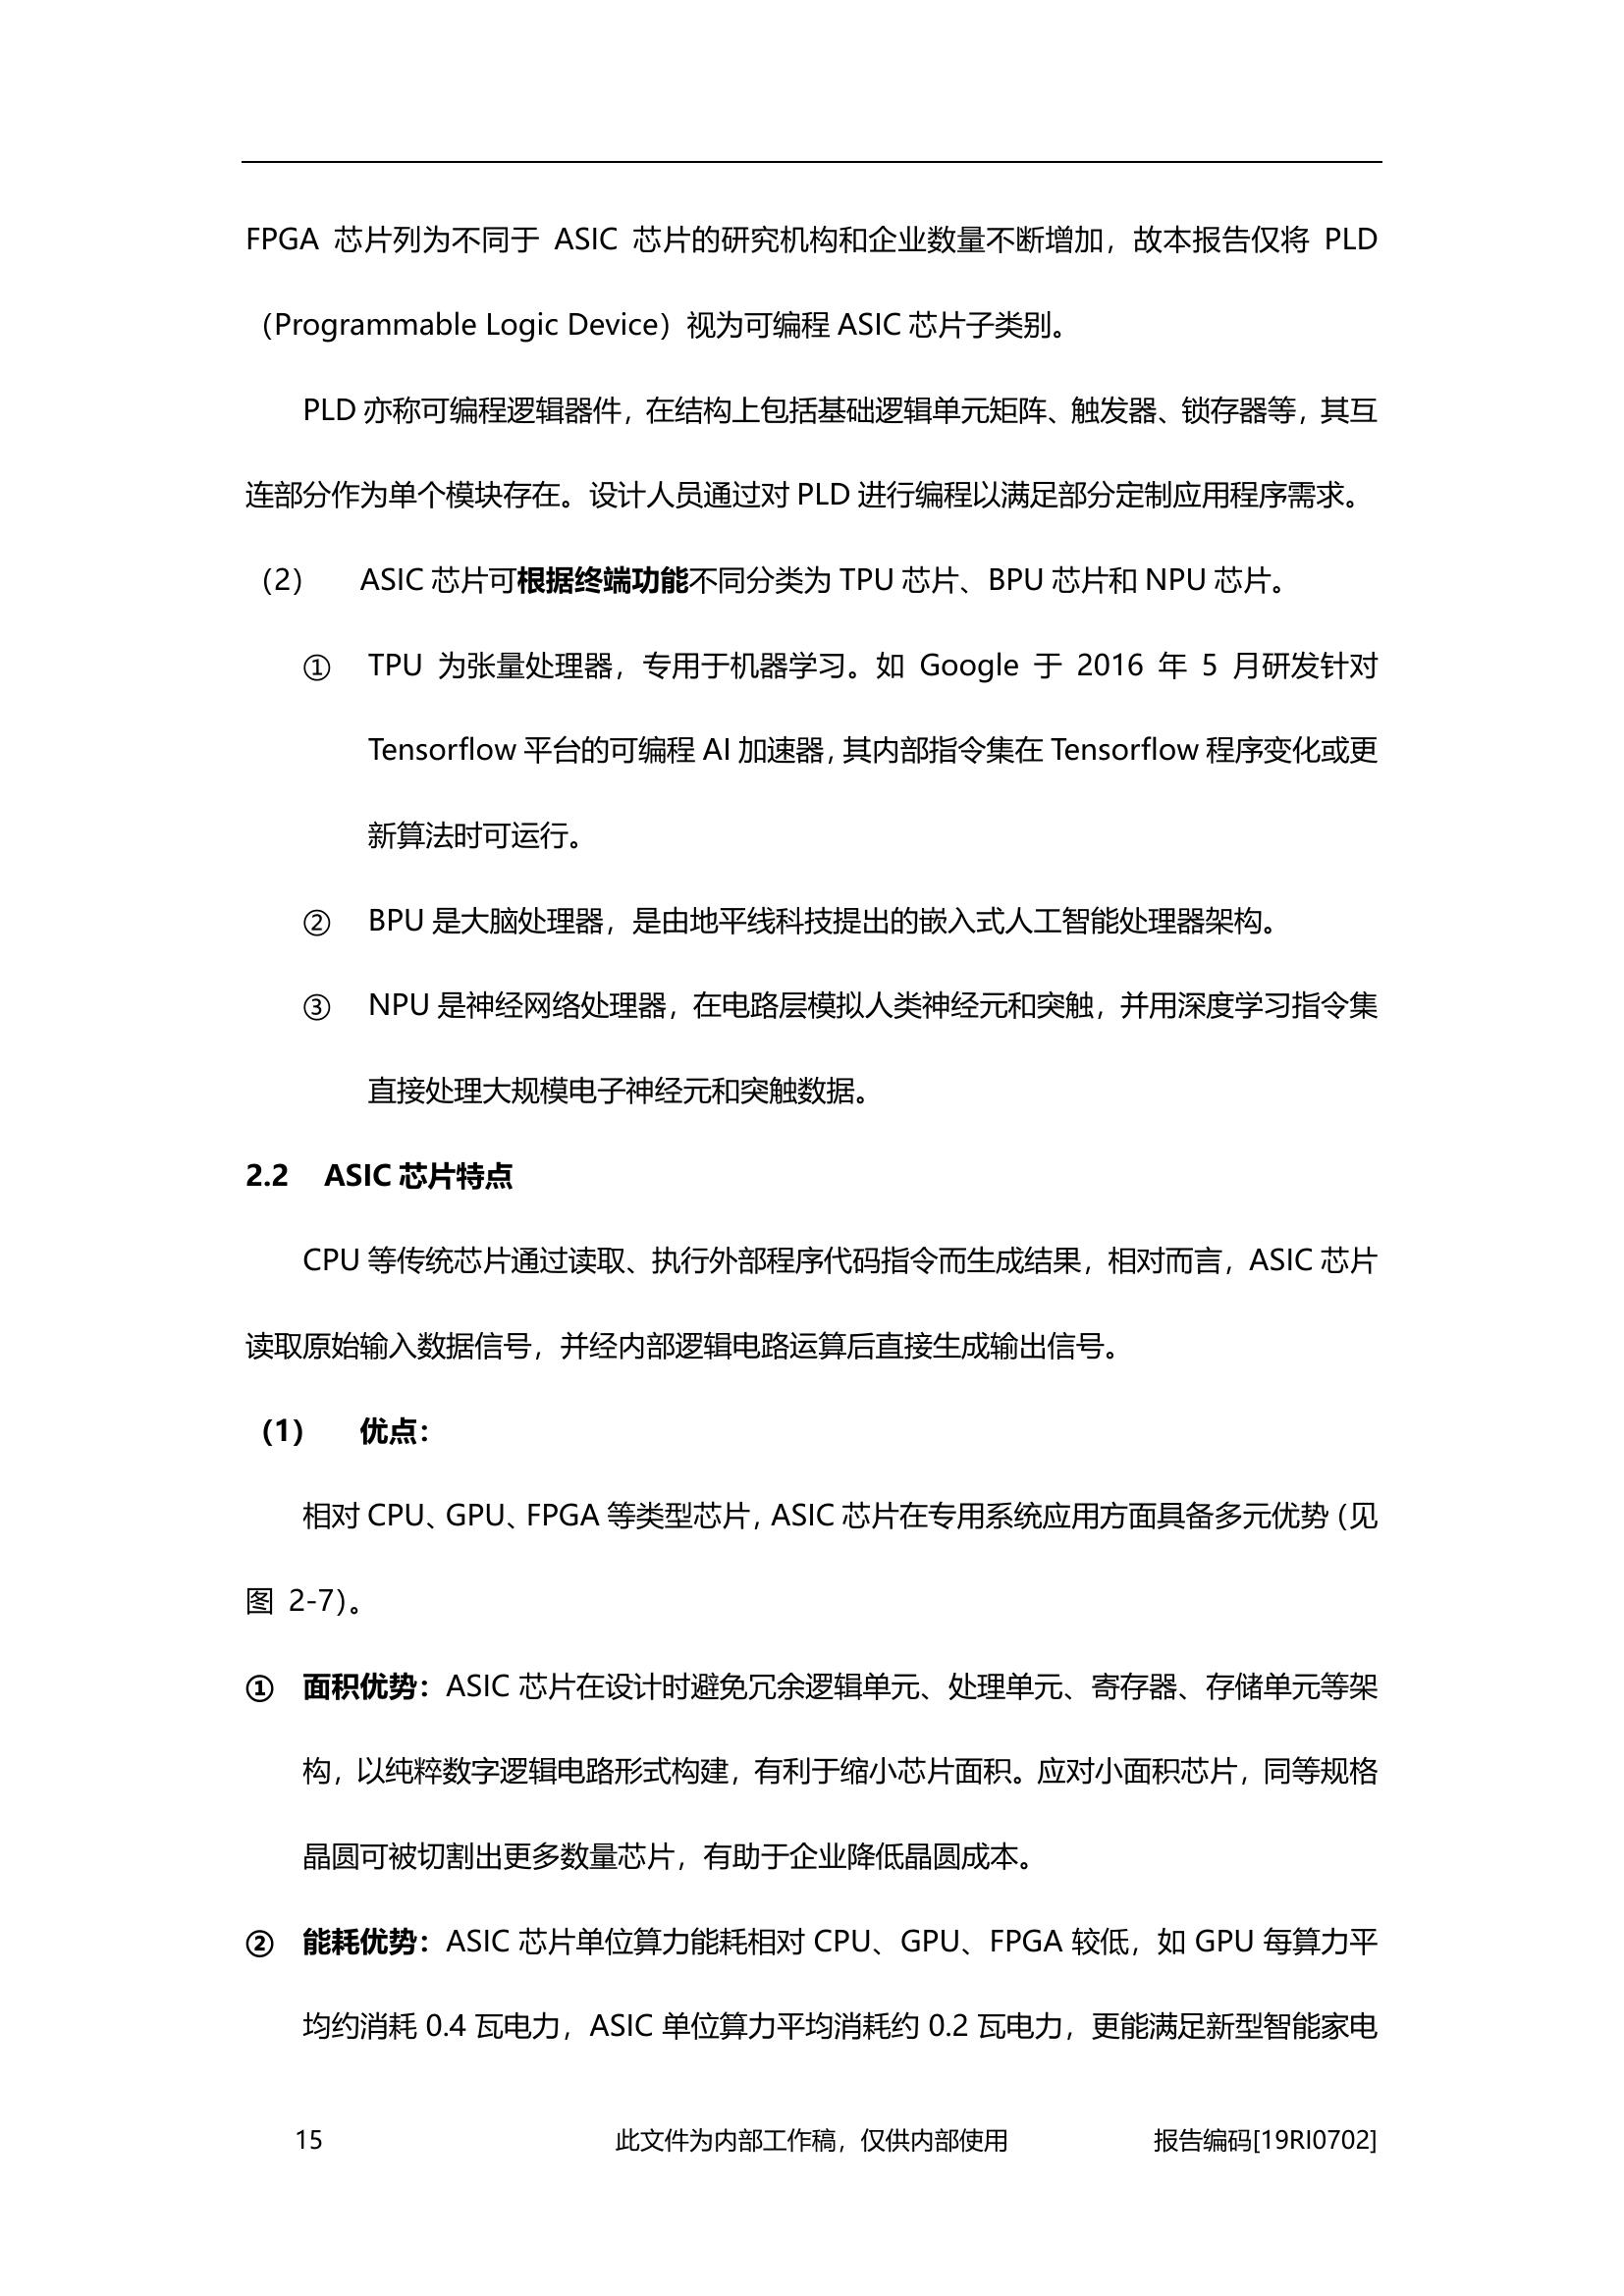 FPGA 芯片列为不同于 ASIC 芯片的研究机构和企业数量不断增加，故本报告仅将 PLD
（Programmable Logic Device）视为可编程 ASIC 芯片子类别。
PLD 亦称可编程逻辑器件，在结构上包括基础逻辑单元矩阵、触发器、锁存器等，其互
连部分作为单个模块存在。设计人员通过对 PLD 进行编程以满足部分定制应用程序需求。
（2） ASIC 芯片可根据终端功能不同分类为 TPU 芯片、BPU 芯片和 NPU 芯片。
① TPU 为张量处理器，专用于机器学习。如 Google 于 2016 年 5 月研发针对
Tensorflow 平台的可编程 AI 加速器，其内部指令集在 Tensorflow 程序变化或更
新算法时可运行。
② BPU 是大脑处理器，是由地平线科技提出的嵌入式人工智能处理器架构。
③ NPU 是神经网络处理器，在电路层模拟人类神经元和突触，并用深度学习指令集
直接处理大规模电子神经元和突触数据。
2.2 ASIC 芯片特点
CPU 等传统芯片通过读取、执行外部程序代码指令而生成结果，相对而言，ASIC 芯片
读取原始输入数据信号，并经内部逻辑电路运算后直接生成输出信号。
（1） 优点：
相对 CPU、GPU、FPGA 等类型芯片，ASIC 芯片在专用系统应用方面具备多元优势（见
图 2-7）。
① 面积优势：ASIC 芯片在设计时避免冗余逻辑单元、处理单元、寄存器、存储单元等架
构，以纯粹数字逻辑电路形式构建，有利于缩小芯片面积。应对小面积芯片，同等规格
晶圆可被切割出更多数量芯片，有助于企业降低晶圆成本。
② 能耗优势：ASIC 芯片单位算力能耗相对 CPU、GPU、FPGA 较低，如 GPU 每算力平
均约消耗 0.4 瓦电力，ASIC 单位算力平均消耗约 0.2 瓦电力，更能满足新型智能家电
15 此文件为内部工作稿，仅供内部使用 报告编码[19RI0702]